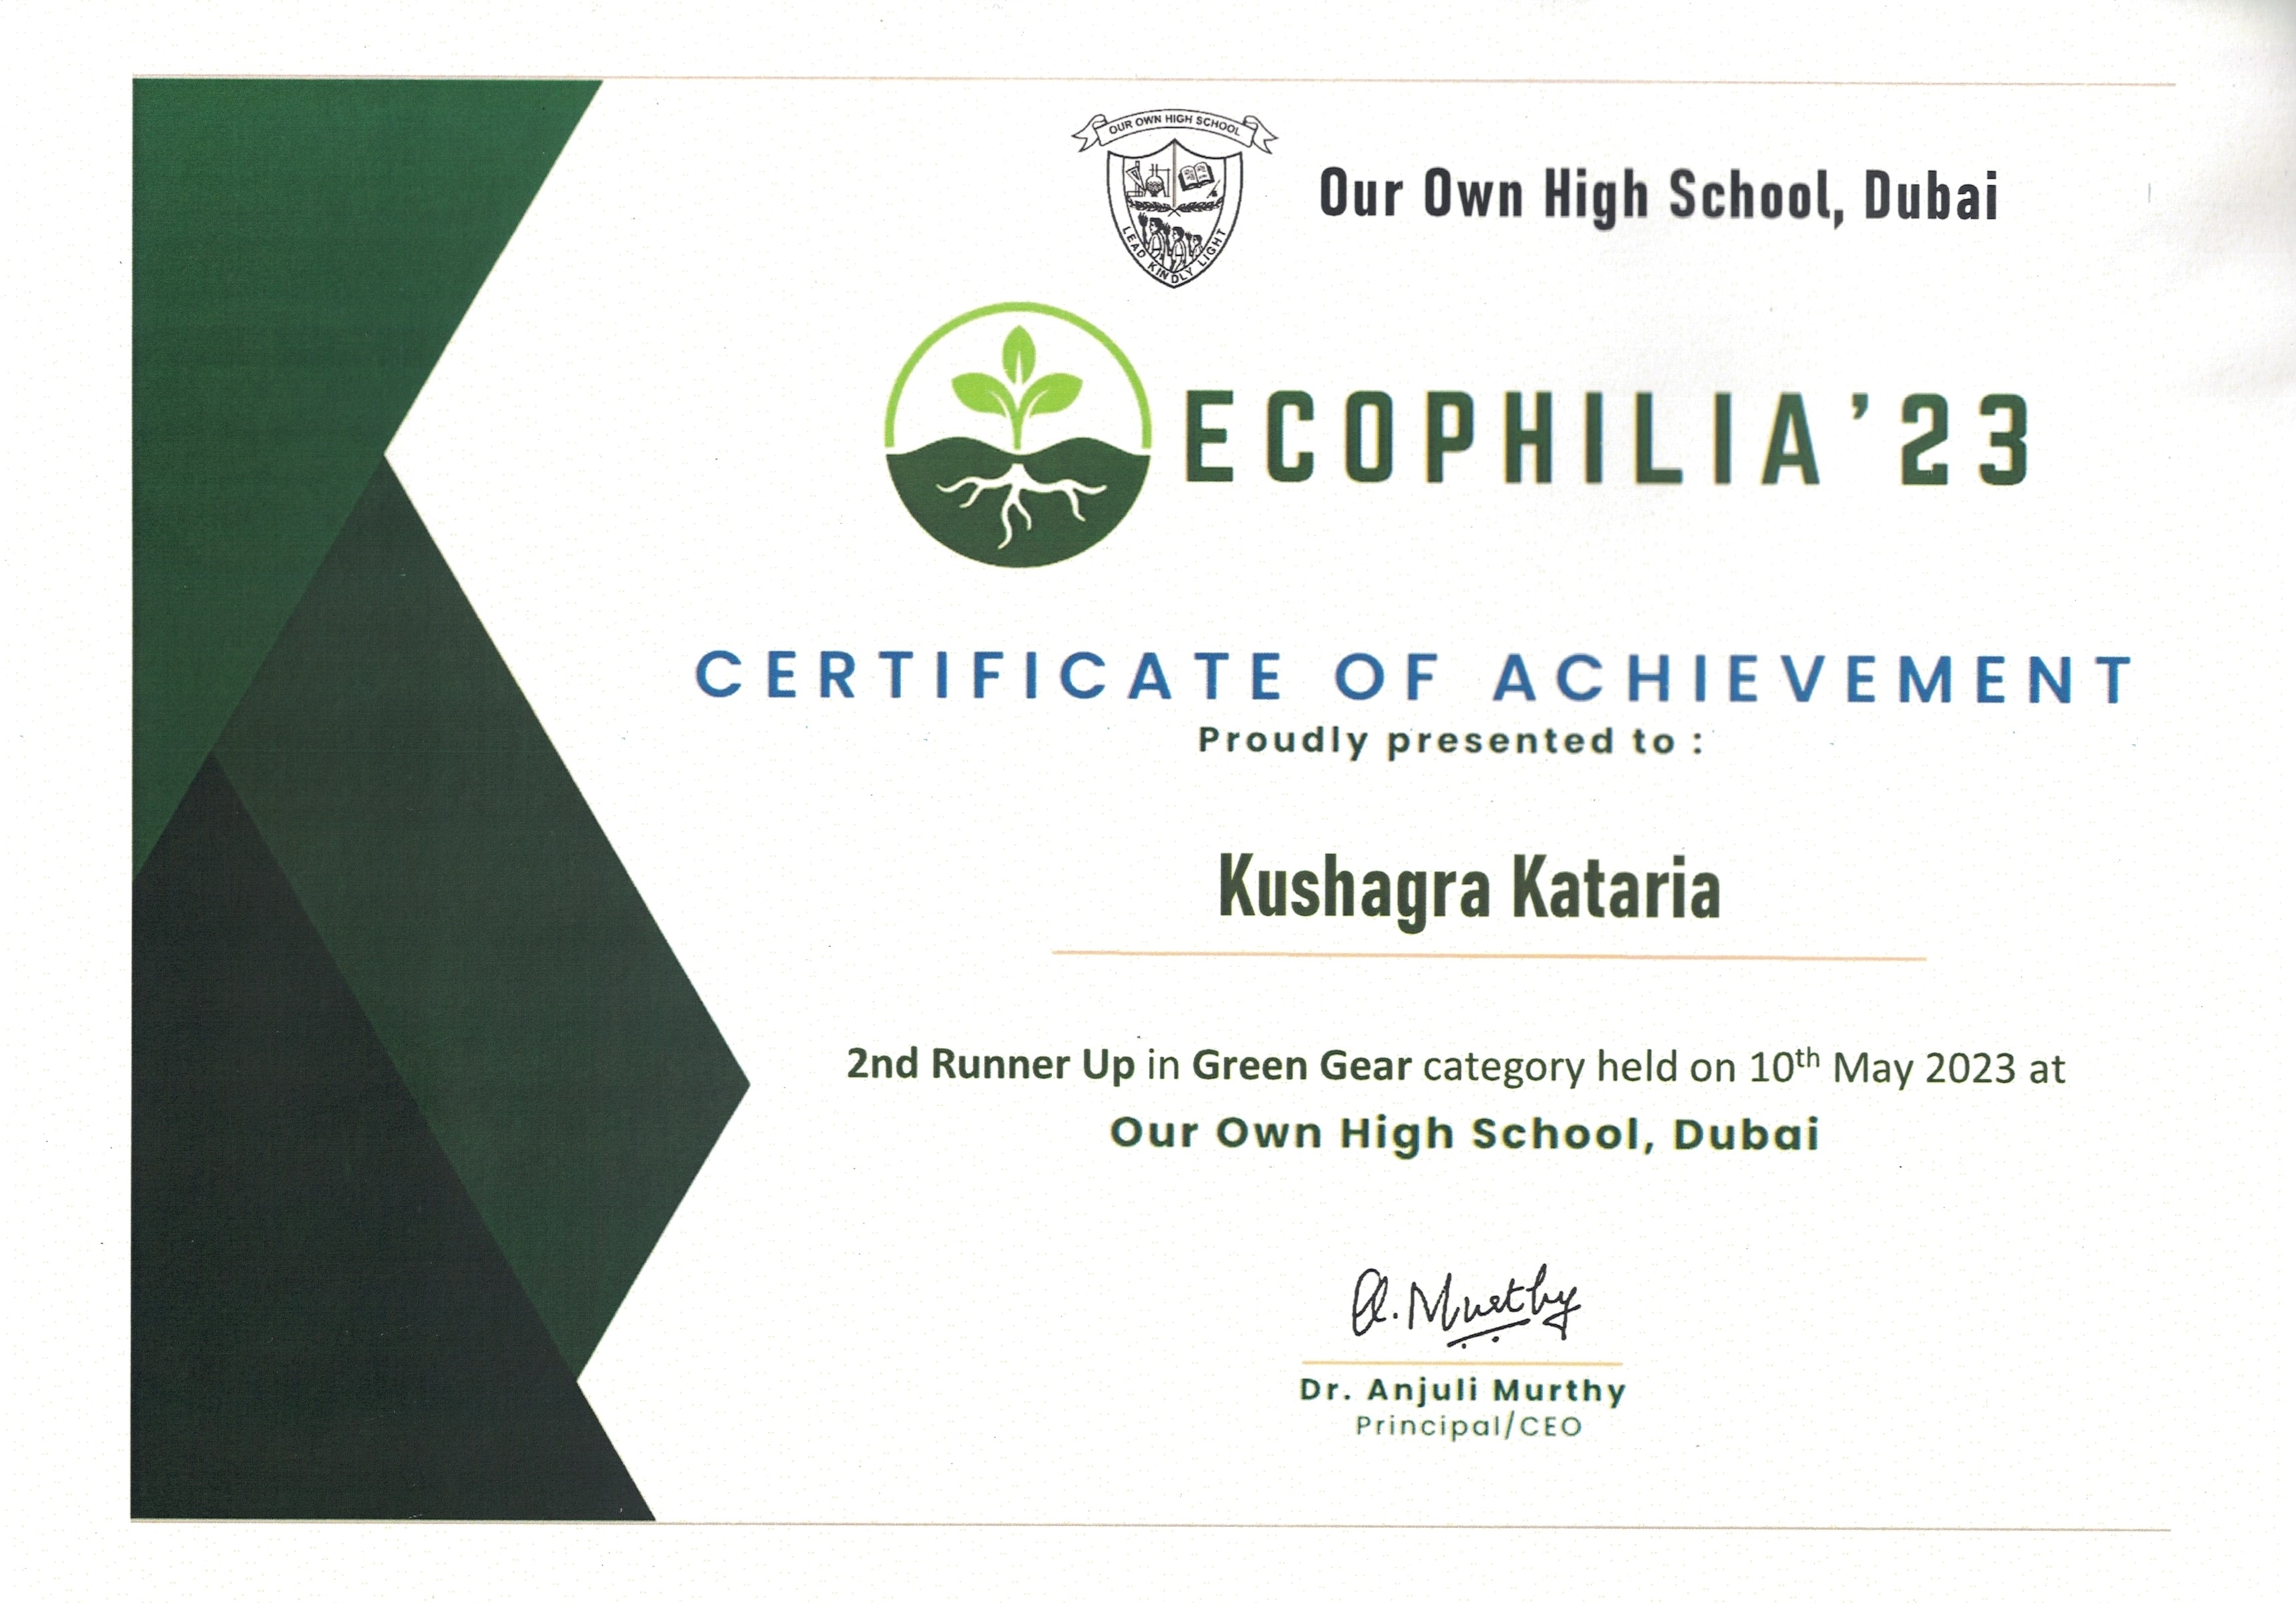 OUR OWN HIGH SCHOOL
LEAD KINDLY LIGHT
Our Own High School, Dubai
ECOPHILIA'23
CERTIFICATE OF ACHIEVEMENT
Proudly presented to :
Kushagra Kataria
2nd Runner Up in Green Gear category held on 10th May 2023 at
Our Own High School, Dubai
A. Murthy
Dr. Anjuli Murthy
Principal/CEO